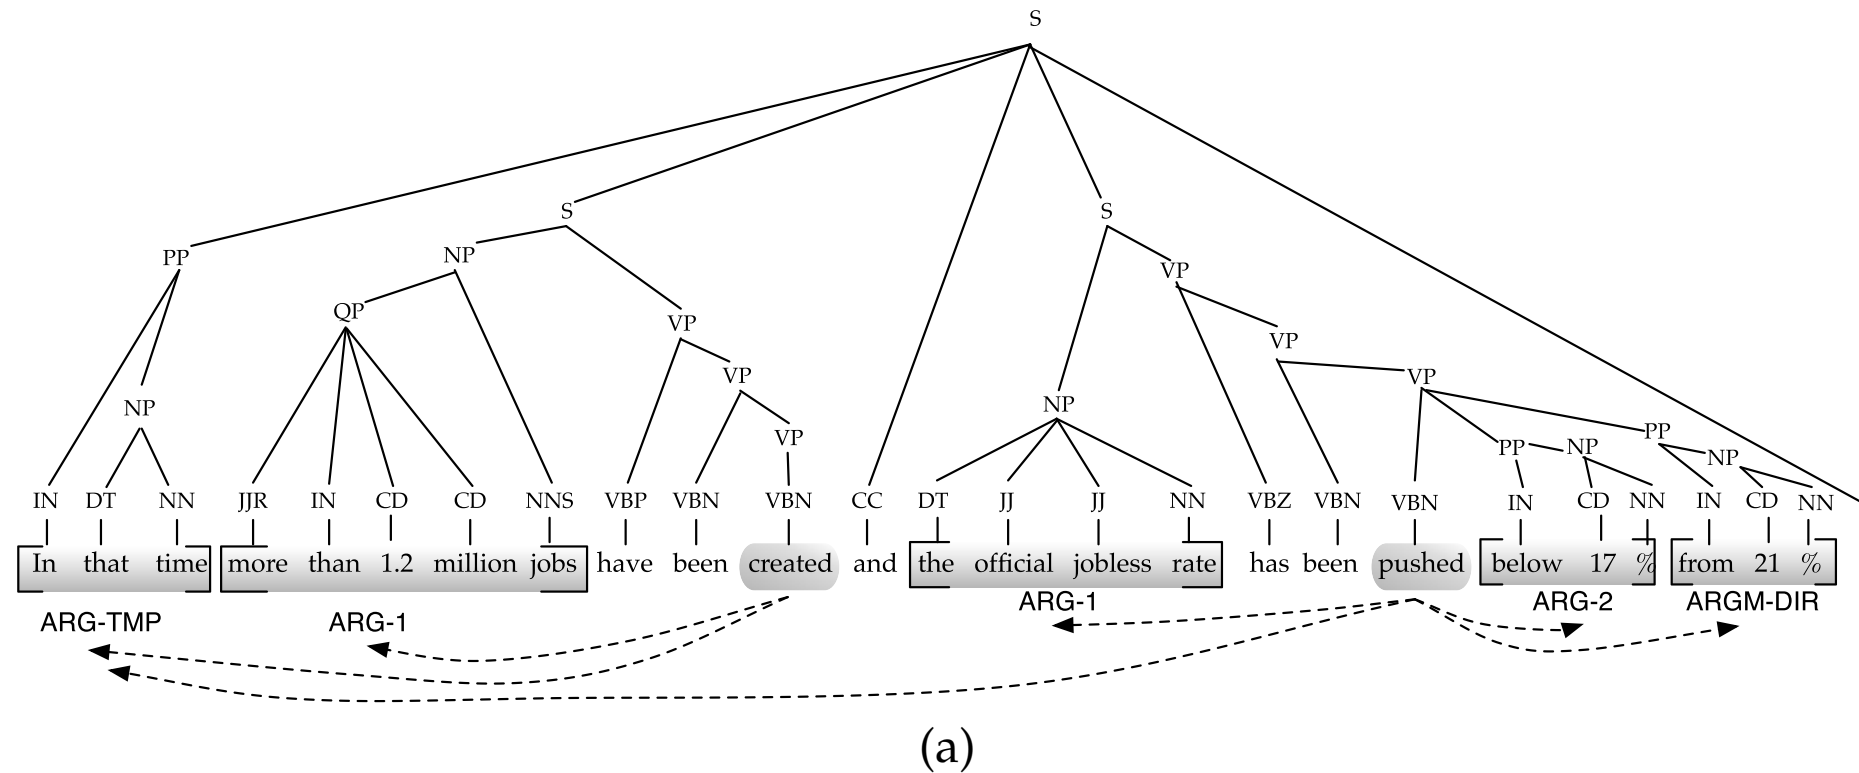 S
S S
PP NP VP
QP VP
VP VP
NP NP VP
VP PP NP PP NP
IN DT NN JJR IN CD CD NNS VBP VBN VBN CC DT JJ JJ NN VBZ VBN VBN IN CD NN IN CD NN
In that time more than 1.2 million jobs have been created and the official jobless rate has been pushed below 17 % from 21 %
ARG-TMP ARG-1 ARG-1 ARG-2 ARGM-DIR
(a)